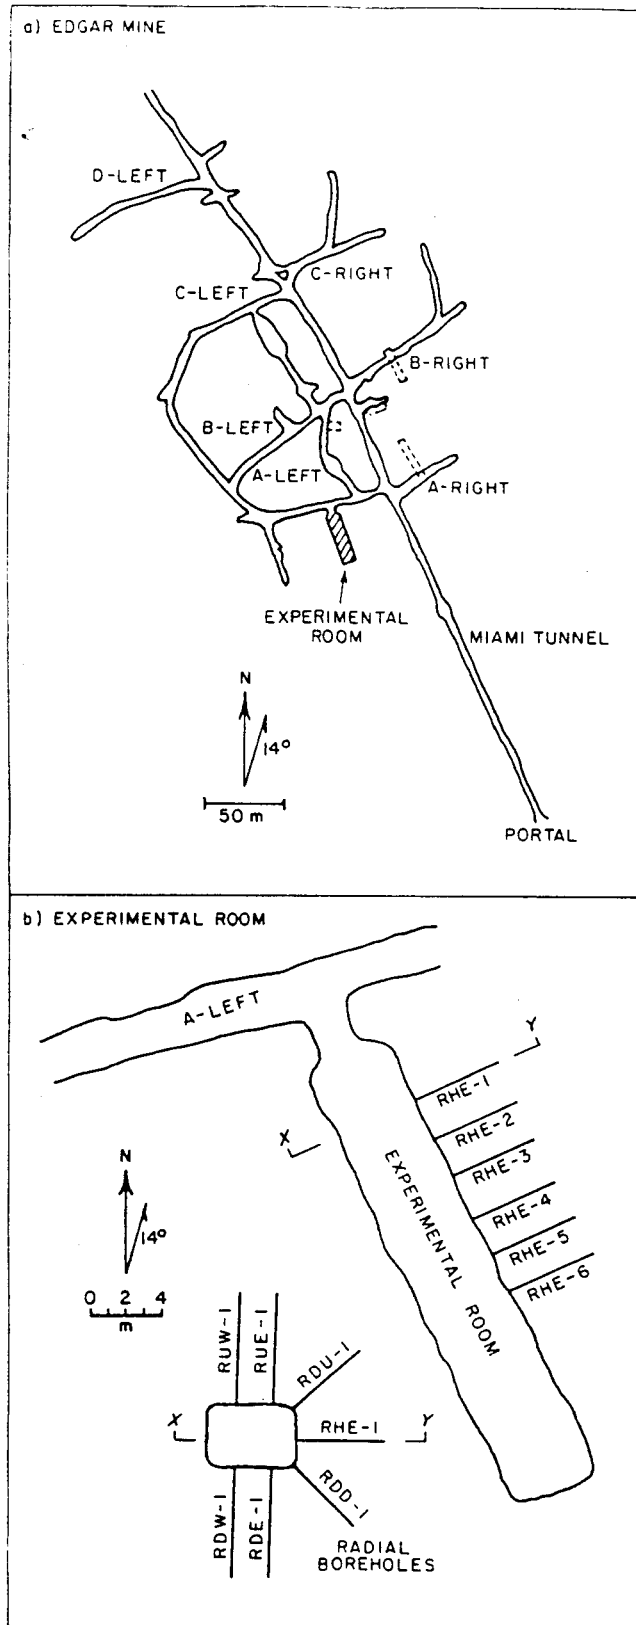 a) EDGAR MINE
D-LEFT
C-RIGHT
C-LEFT
B-RIGHT
B-LEFT
A-LEFT
A-RIGHT
EXPERIMENTAL
ROOM
MIAMI TUNNEL
N
14°
50 m
PORTAL
b) EXPERIMENTAL ROOM
A-LEFT
Y
RHE-1
RHE-2
X
RHE-3
EXPERIMENTAL ROOM
N
RHE-4
14°
RHE-5
RHE-6
0 2 4
m
RUW-1
RUE-1
RDU-1
X
RHE-1
Y
RDD-1
RDW-1
RDE-1
RADIAL
BOREHOLES